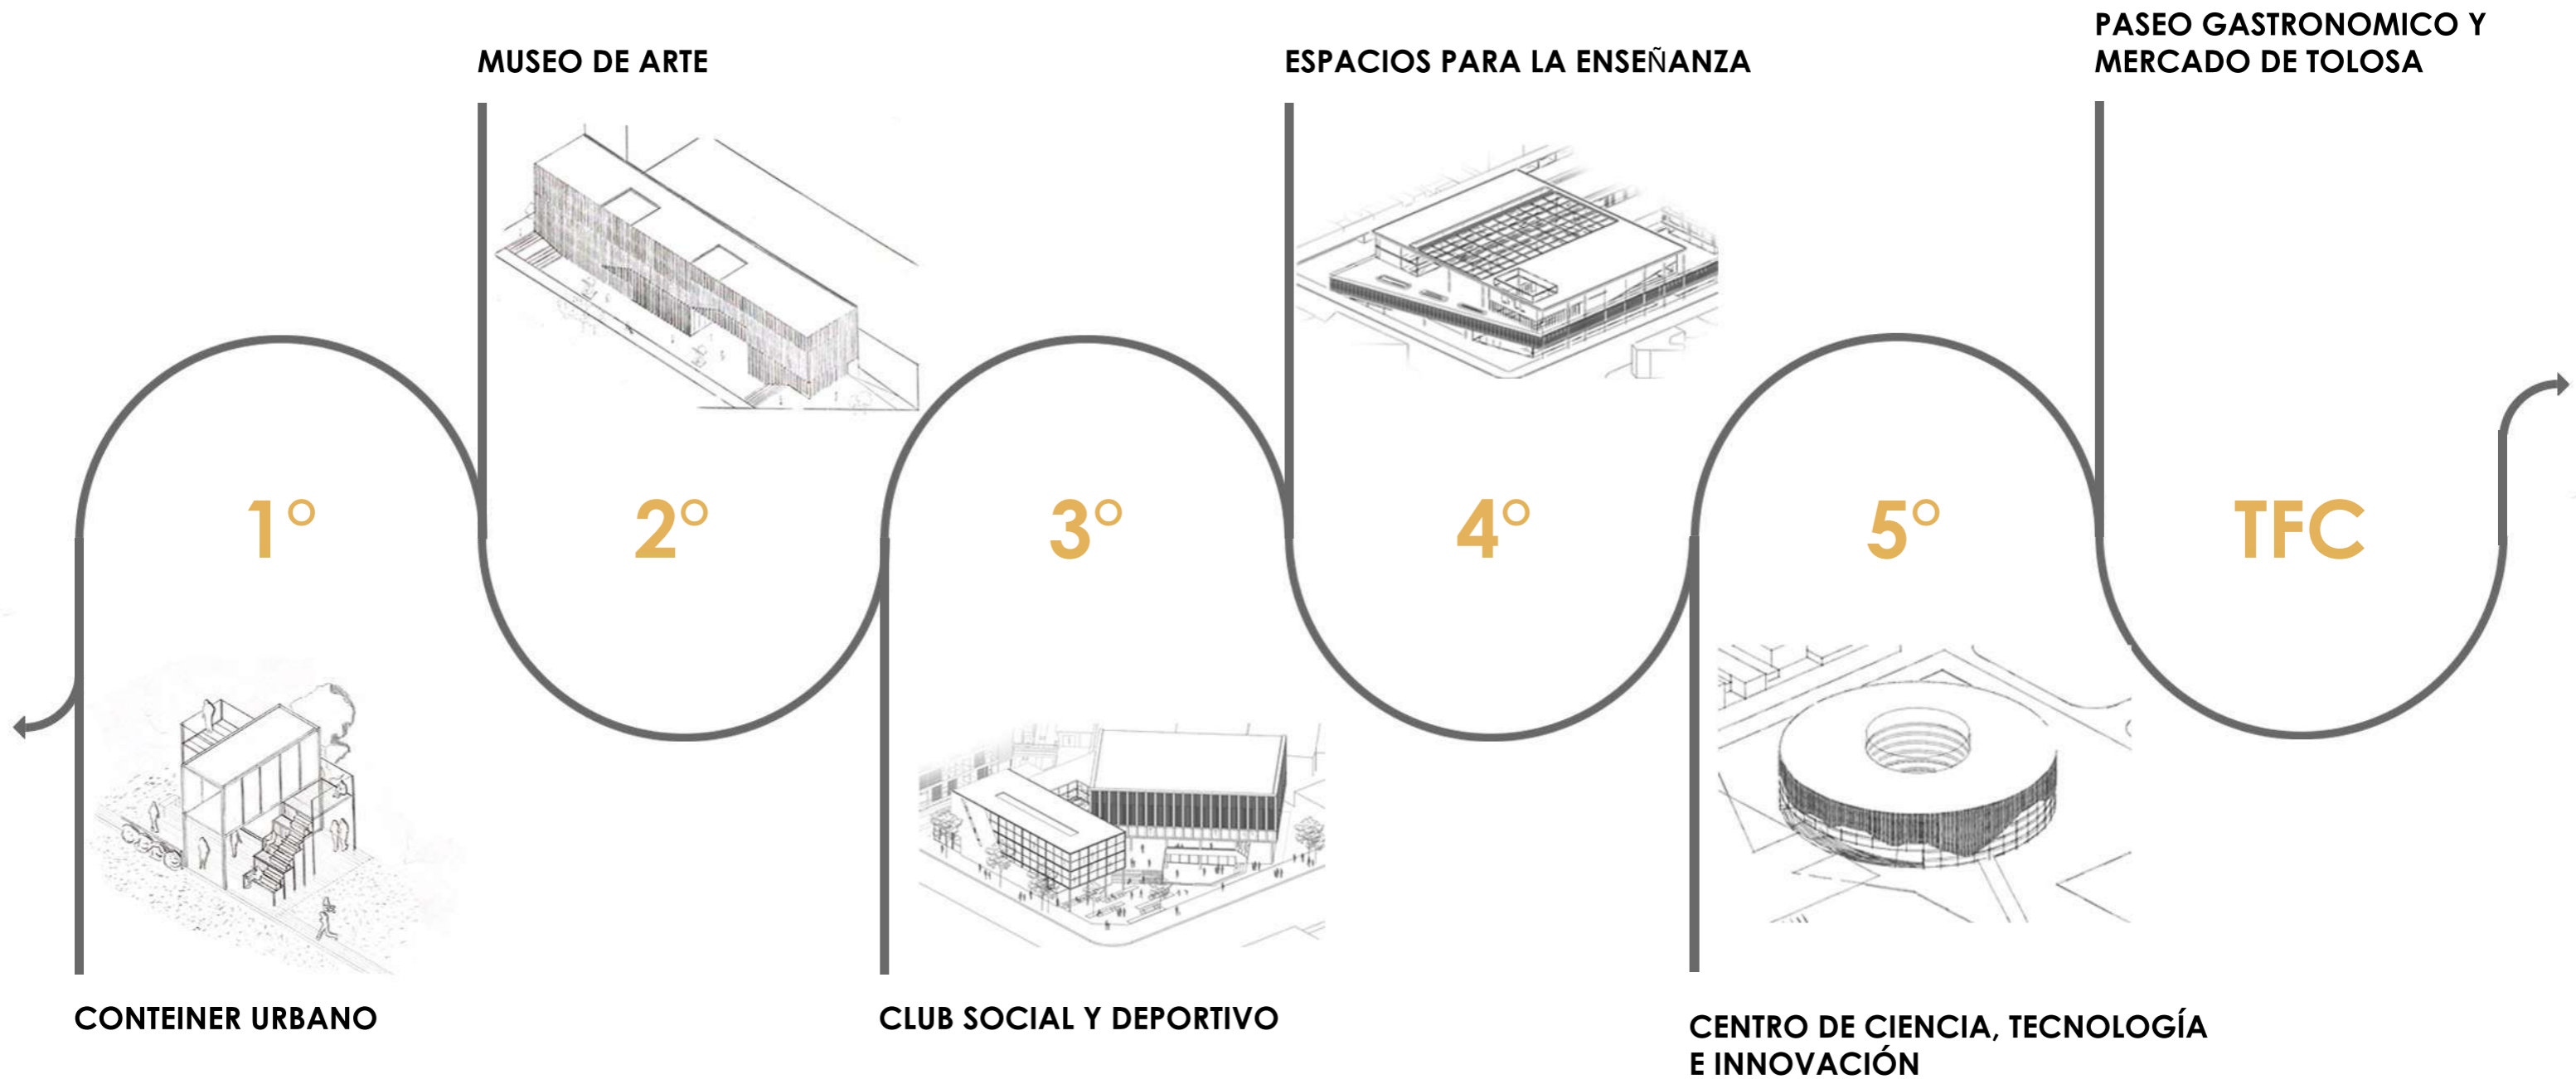 PASEO GASTRONOMICO Y
MERCADO DE TOLOSA
MUSEO DE ARTE
ESPACIOS PARA LA ENSEÑANZA
1°
2°
3°
4°
5°
TFC
CONTEINER URBANO
CLUB SOCIAL Y DEPORTIVO
CENTRO DE CIENCIA, TECNOLOGÍA
E INNOVACIÓN